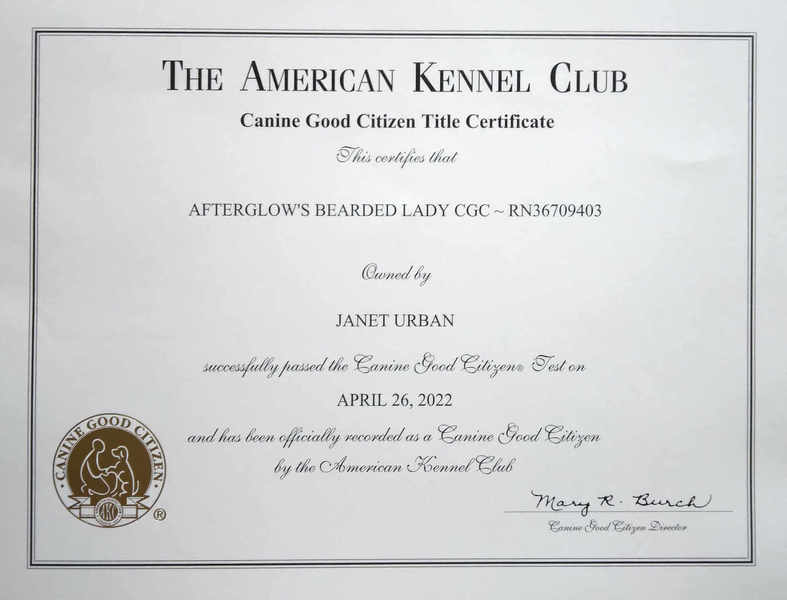 THE AMERICAN KENNEL CLUB
Canine Good Citizen Title Certificate
This certifies that
AFTERGLOW'S BEARDED LADY CGC ~ RN36709403
Owned by
JANET URBAN
successfully passed the Canine Good Citizen® Test on
APRIL 26, 2022
and has been officially recorded as a Canine Good Citizen
by the American Kennel Club
CANINE GOOD CITIZEN
AKC
®
Mary R. Burch
Canine Good Citizen Director